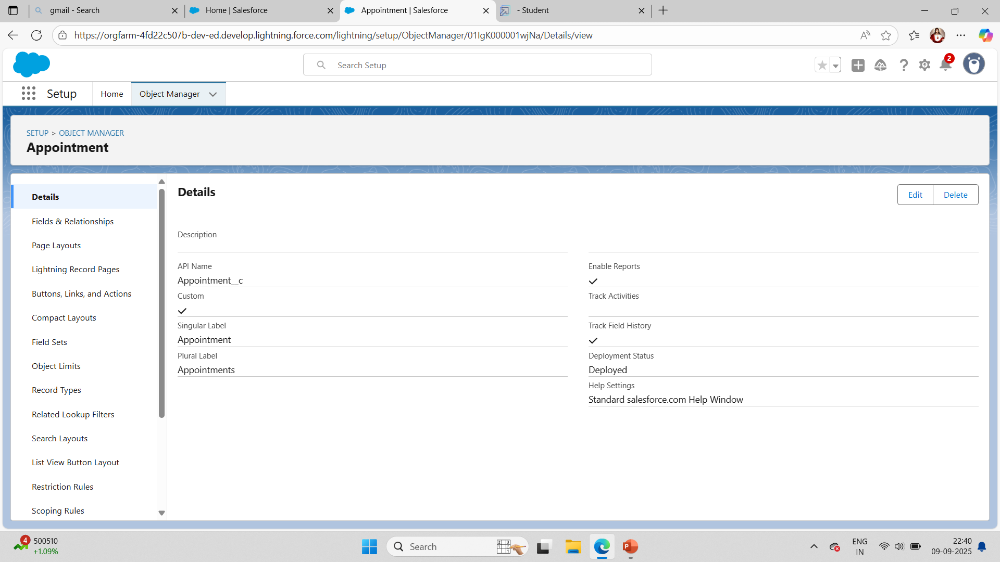 gmail - Search
Home | Salesforce
Appointment | Salesforce
- Student
https://orgfarm-4fd22c507b-dev-ed.develop.lightning.force.com/lightning/setup/ObjectManager/01IgK000001wjNa/Details/view
Search Setup
2
Setup
Home
Object Manager
SETUP > OBJECT MANAGER
Appointment
Details
Fields & Relationships
Page Layouts
Lightning Record Pages
Buttons, Links, and Actions
Compact Layouts
Field Sets
Object Limits
Record Types
Related Lookup Filters
Search Layouts
List View Button Layout
Restriction Rules
Scoping Rules
Details
Edit
Delete
Description
API Name
Appointment__c
Custom
Singular Label
Appointment
Plural Label
Appointments
Enable Reports
Track Activities
Track Field History
Deployment Status
Deployed
Help Settings
Standard salesforce.com Help Window
4
500510
+1.09%
Search
ENG
IN
22:40
09-09-2025